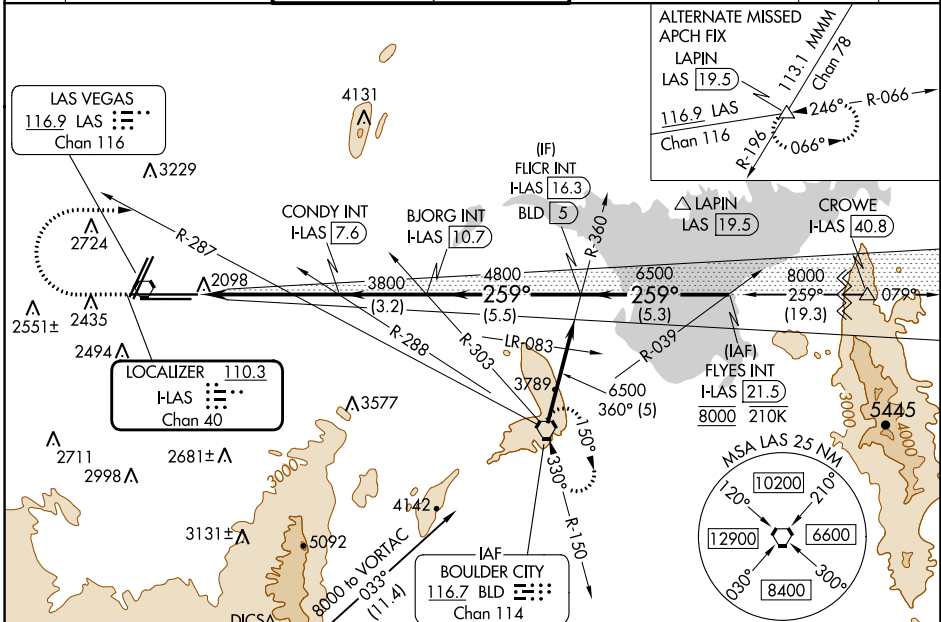 ALTERNATE MISSED
APCH FIX
LAPIN
LAS 19.5
113.1 MMM
Chan 78
116.9 LAS
Chan 116
246°
R-066
066°
R-196
LAS VEGAS
116.9 LAS
Chan 116
4131
3229
2724
R-287
CONDY INT
I-LAS 7.6
BJORG INT
I-LAS 10.7
(IF)
FLICR INT
I-LAS 16.3
BLD 5
R-360
LAPIN
LAS 19.5
CROWE
I-LAS 40.8
2098
3800
4800
6500
8000
259°
259°
259°
079°
(3.2)
(5.5)
(5.3)
(19.3)
2551±
2435
2494
R-288
R-303
LR-083
R-039
(IAF)
FLYES INT
I-LAS 21.5
8000 210K
LOCALIZER 110.3
I-LAS
Chan 40
3789
6500
360° (5)
3577
3000
5445
4000
2711
2998
2681±
3000
150°
330°
R-150
MSA LAS 25 NM
120°
10200
210°
12900
6600
030°
8400
300°
4142
3131±
5092
8000 to VORTAC
033°
(11.4)
IAF
BOULDER CITY
116.7 BLD
Chan 114
DICSA